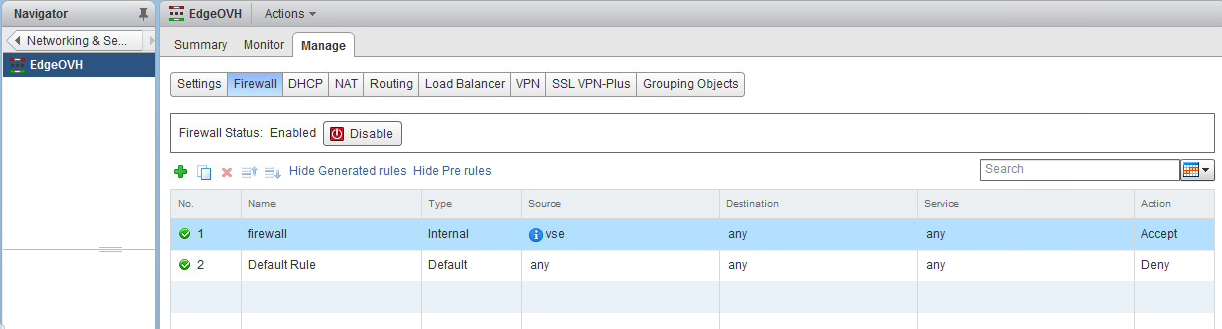 Navigator
EdgeOVH Actions
Networking & Se...
Summary Monitor Manage
EdgeOVH
Settings Firewall DHCP NAT Routing Load Balancer VPN SSL VPN-Plus Grouping Objects
Firewall Status: Enabled Disable
Hide Generated rules Hide Pre rules Search
No. Name Type Source Destination Service Action
1 firewall Internal vse any any Accept
2 Default Rule Default any any any Deny